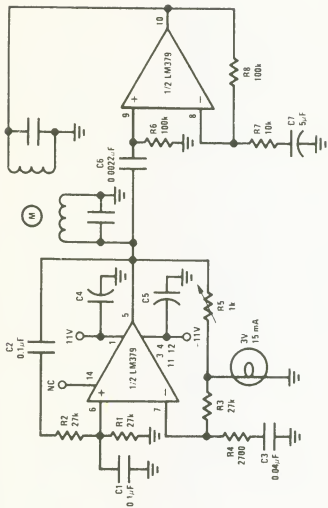 C2
0.1µF
R2
27k
NC
14
11V
C4
1
6
+
1/2 LM379
5
R1
27k
C1
0 1µF
7
−
3 4
11 12
-11V
C5
R3
27k
R4
2700
C3
0.04µF
R5
1k
3V
15 mA
M
C6
0 0022µF
R6
100k
9
+
1/2 LM379
10
8
−
R8
100k
R7
10k
C7
5µF